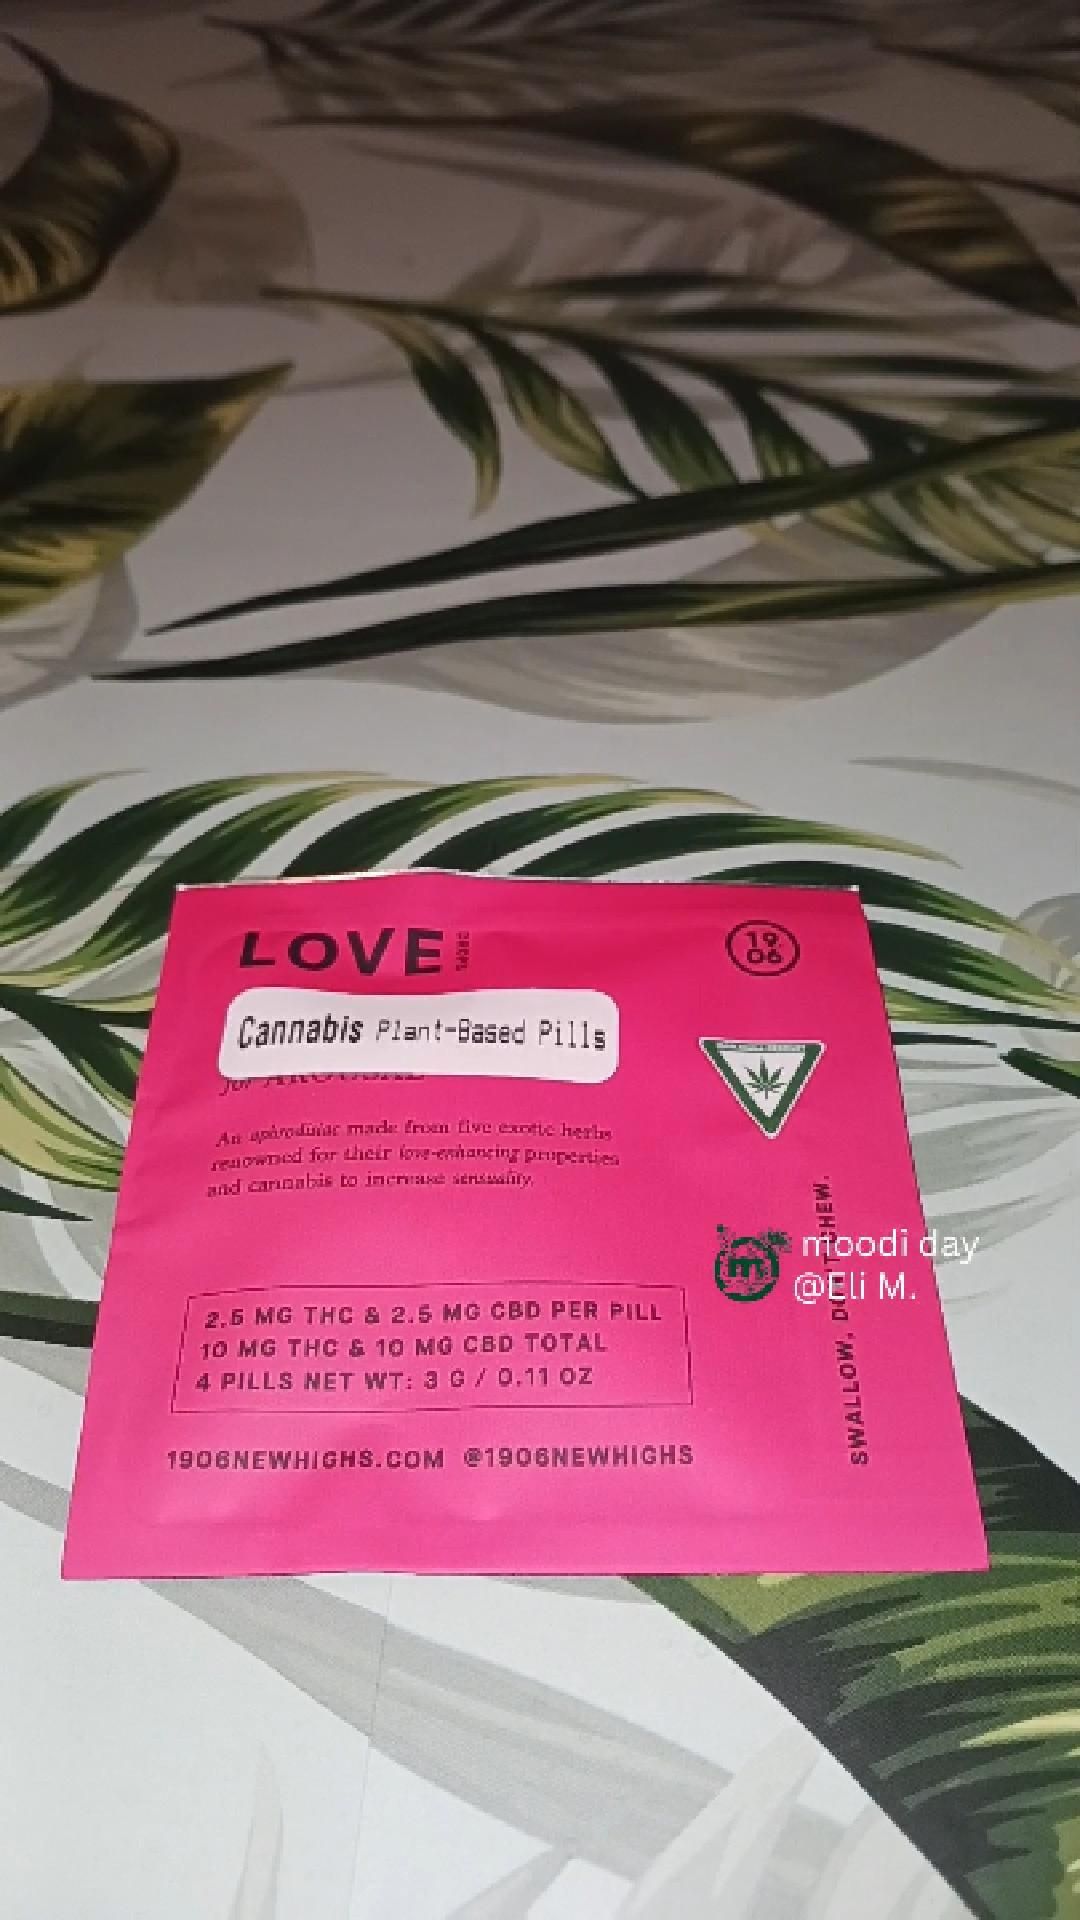 LOVE
DROPS
19
06
Cannabis Plant-Based Pills
for AROUSAL
An aphrodisiac made from five exotic herbs
renowned for their love-enhancing properties
and cannabis to increase sensuality.
2.5 MG THC & 2.5 MG CBD PER PILL
10 MG THC & 10 MG CBD TOTAL
4 PILLS NET WT: 3 G / 0.11 OZ
1906NEWHIGHS.COM @1906NEWHIGHS
SWALLOW. DON'T CHEW.
m moodi day
@Eli M.